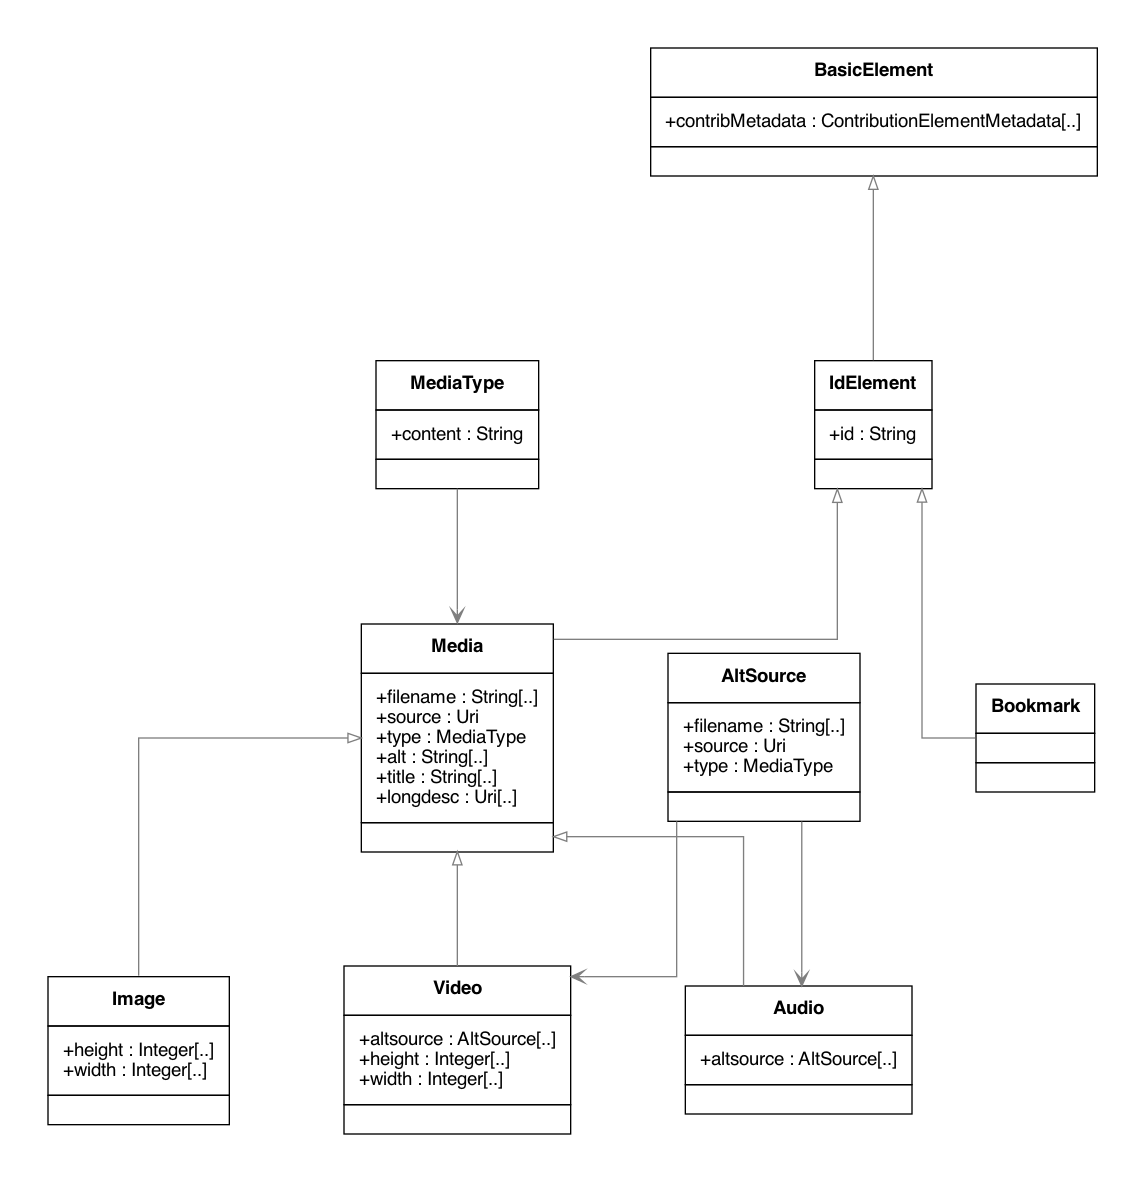 BasicElement
+contribMetadata : ContributionElementMetadata[..]
MediaType
+content : String
IdElement
+id : String
Media
+filename : String[..]
+source : Uri
+type : MediaType
+alt : String[..]
+title : String[..]
+longdesc : Uri[..]
AltSource
+filename : String[..]
+source : Uri
+type : MediaType
Bookmark
Image
+height : Integer[..]
+width : Integer[..]
Video
+altsource : AltSource[..]
+height : Integer[..]
+width : Integer[..]
Audio
+altsource : AltSource[..]